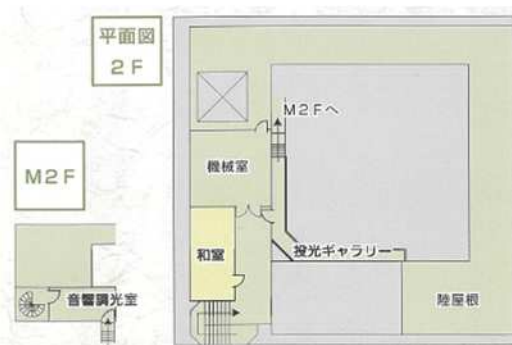 平面図
2F
M2Fへ
機械室
M2F
和室
投光ギャラリー
音響調光室
陸屋根